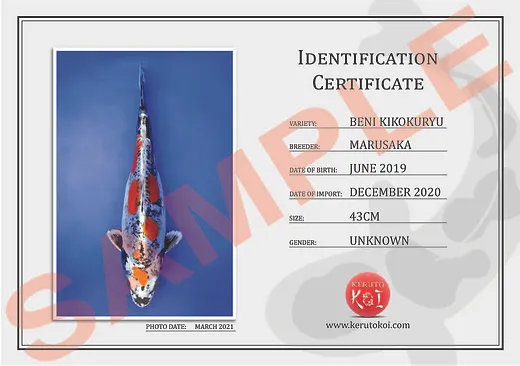 SAMPLE
IDENTIFICATION
CERTIFICATE
VARIETY: BENI KIKOKURYU
BREEDER: MARUSAKA
DATE OF BIRTH: JUNE 2019
DATE OF IMPORT: DECEMBER 2020
SIZE: 43CM
GENDER: UNKNOWN
KERUTO
KOI
www.kerutokoi.com
PHOTO DATE: MARCH 2021